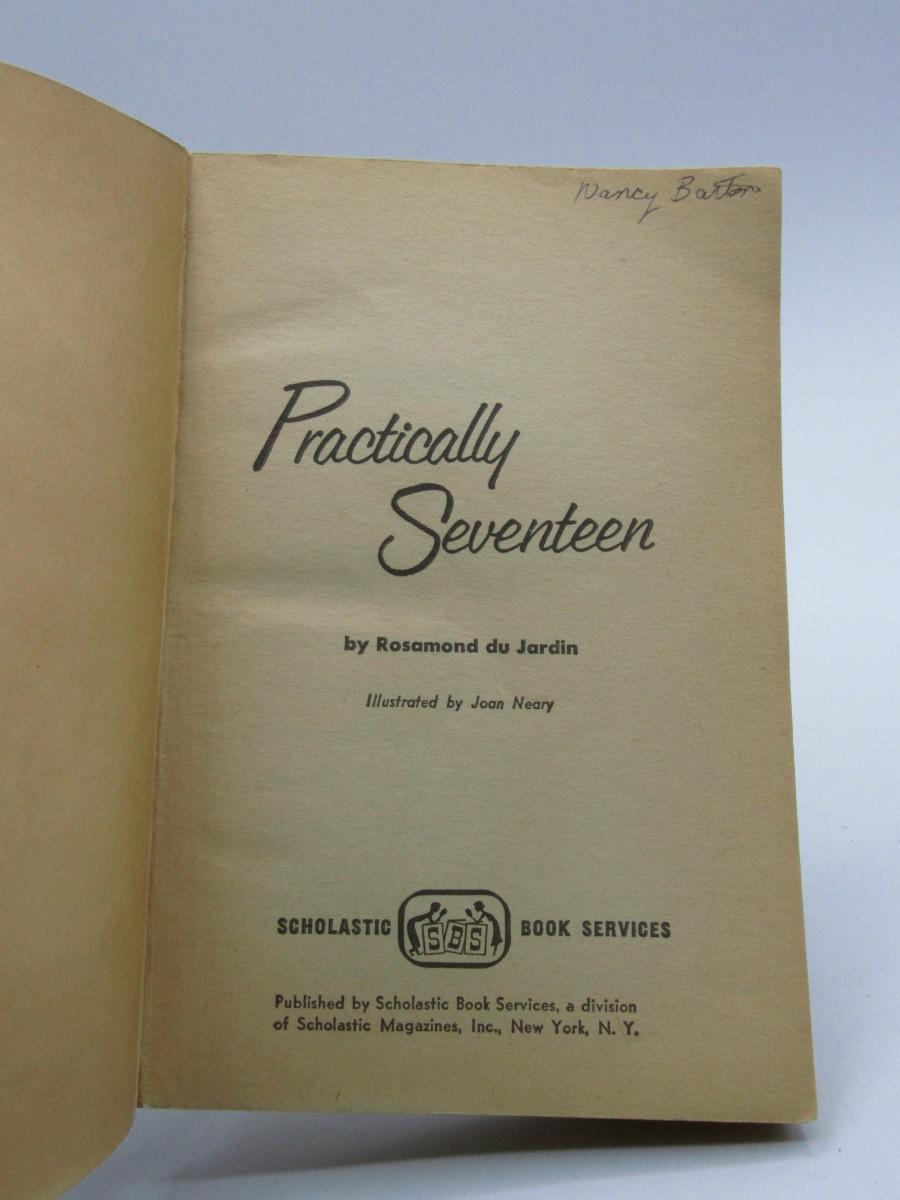 Nancy Barton
Practically
Seventeen
by Rosamond du Jardin
Illustrated by Joan Neary
SCHOLASTIC SBS BOOK SERVICES
Published by Scholastic Book Services, a division
of Scholastic Magazines, Inc., New York, N. Y.